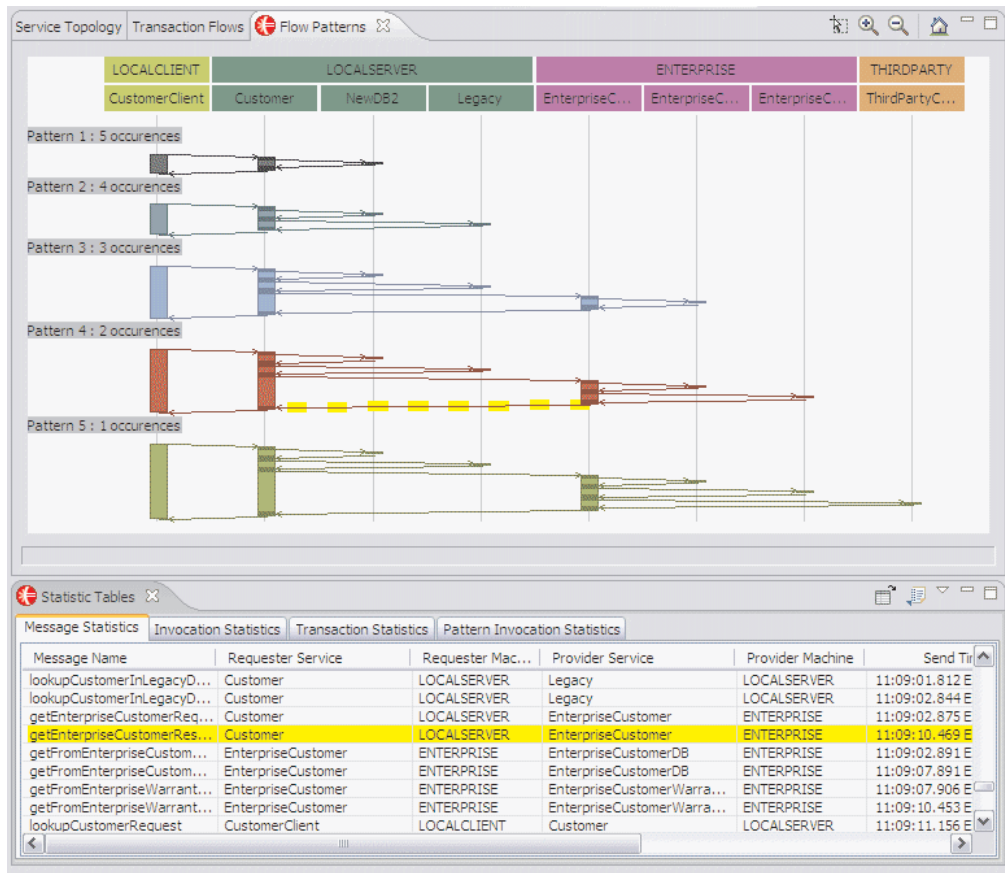 Service Topology Transaction Flows Flow Patterns
LOCALCLIENT LOCALSERVER ENTERPRISE THIRDPARTY
CustomerClient Customer NewDB2 Legacy EnterpriseC... EnterpriseC... EnterpriseC... ThirdPartyC...
Pattern 1 : 5 occurences
Pattern 2 : 4 occurences
Pattern 3 : 3 occurences
Pattern 4 : 2 occurences
Pattern 5 : 1 occurences
Statistic Tables
Message Statistics Invocation Statistics Transaction Statistics Pattern Invocation Statistics
Message Name Requester Service Requester Mac... Provider Service Provider Machine Send Tir
lookupCustomerInLegacyD... Customer LOCALSERVER Legacy LOCALSERVER 11:09:01.812 E
lookupCustomerInLegacyD... Customer LOCALSERVER Legacy LOCALSERVER 11:09:02.844 E
getEnterpriseCustomerReq... Customer LOCALSERVER EnterpriseCustomer ENTERPRISE 11:09:02.875 E
getEnterpriseCustomerRes... Customer LOCALSERVER EnterpriseCustomer ENTERPRISE 11:09:10.469 E
getFromEnterpriseCustom... EnterpriseCustomer ENTERPRISE EnterpriseCustomerDB ENTERPRISE 11:09:02.891 E
getFromEnterpriseCustom... EnterpriseCustomer ENTERPRISE EnterpriseCustomerDB ENTERPRISE 11:09:07.891 E
getFromEnterpriseWarrant... EnterpriseCustomer ENTERPRISE EnterpriseCustomerWarra... ENTERPRISE 11:09:07.906 E
getFromEnterpriseWarrant... EnterpriseCustomer ENTERPRISE EnterpriseCustomerWarra... ENTERPRISE 11:09:10.453 E
lookupCustomerRequest CustomerClient LOCALCLIENT Customer LOCALSERVER 11:09:11.156 E